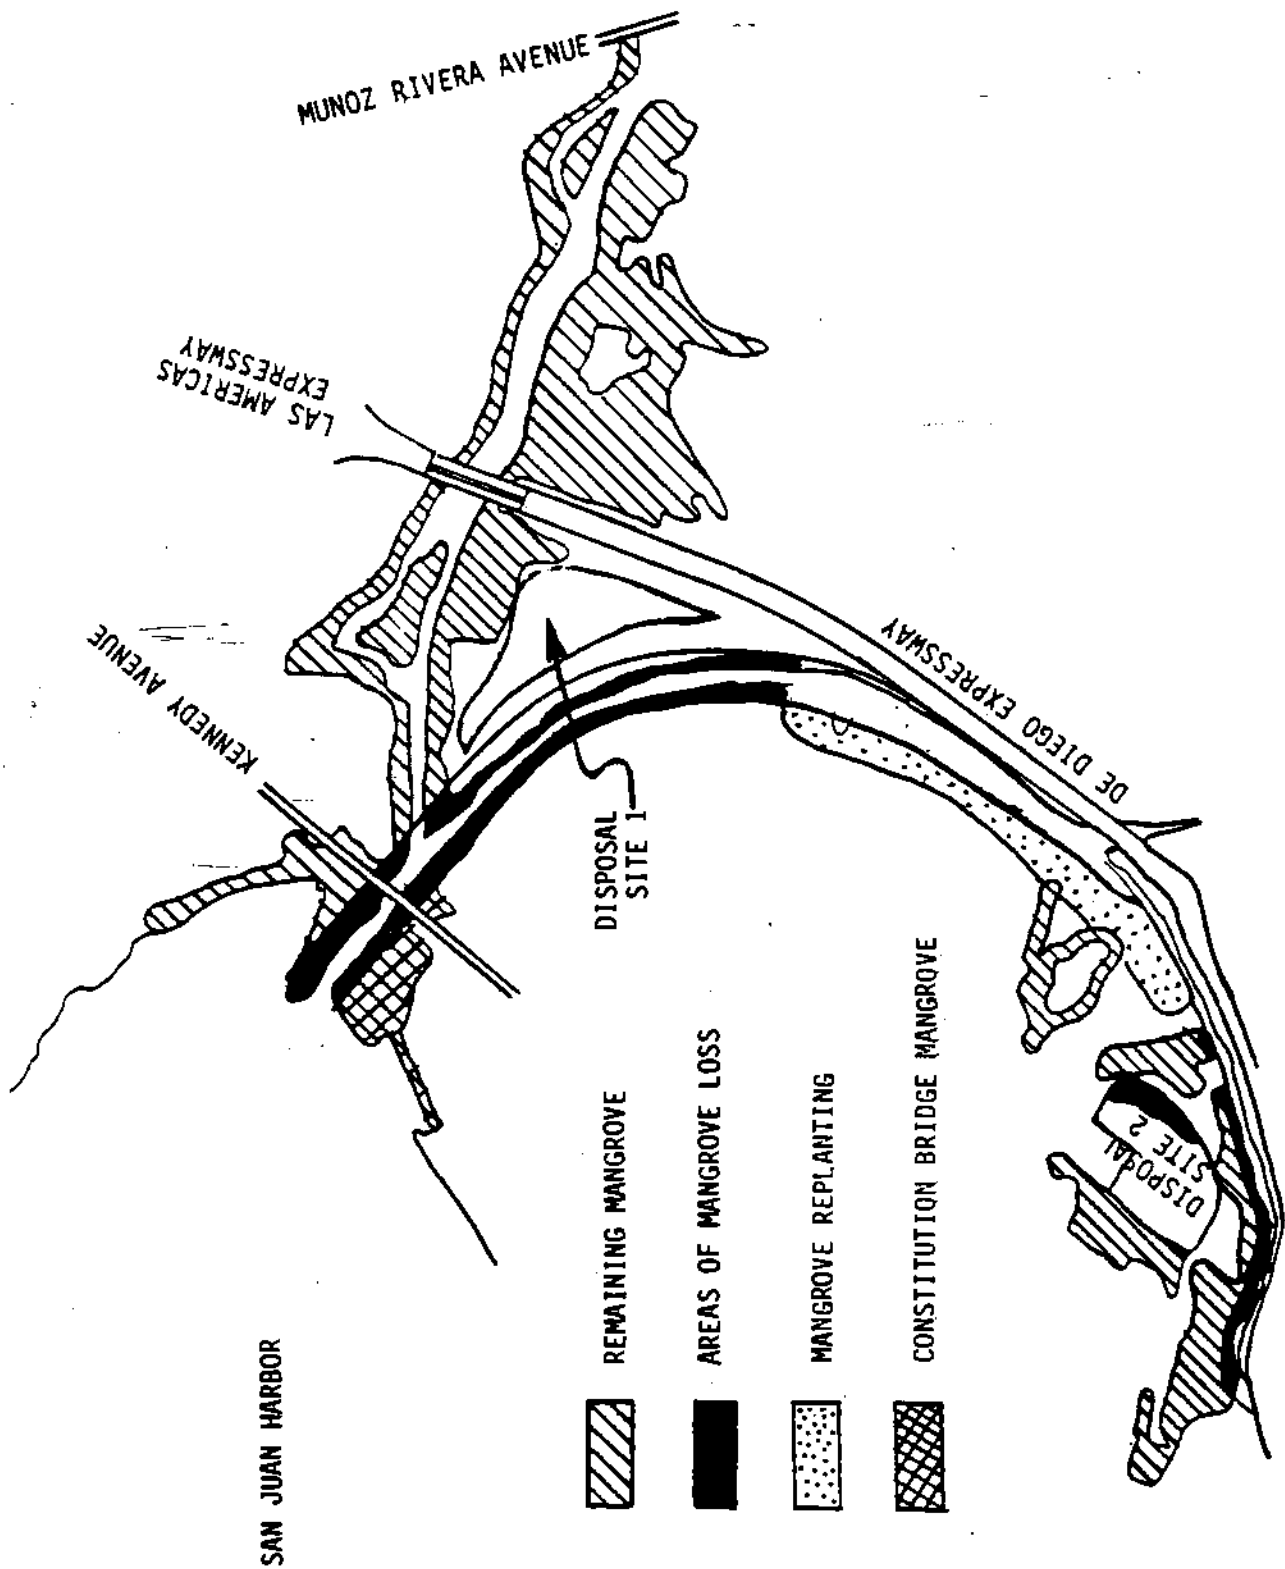 MUNOZ RIVERA AVENUE
LAS AMERICAS
EXPRESSWAY
KENNEDY AVENUE
DE DIEGO EXPRESSWAY
DISPOSAL
SITE 1
DISPOSAL
SITE 2
SAN JUAN HARBOR
REMAINING MANGROVE
AREAS OF MANGROVE LOSS
MANGROVE REPLANTING
CONSTITUTION BRIDGE MANGROVE